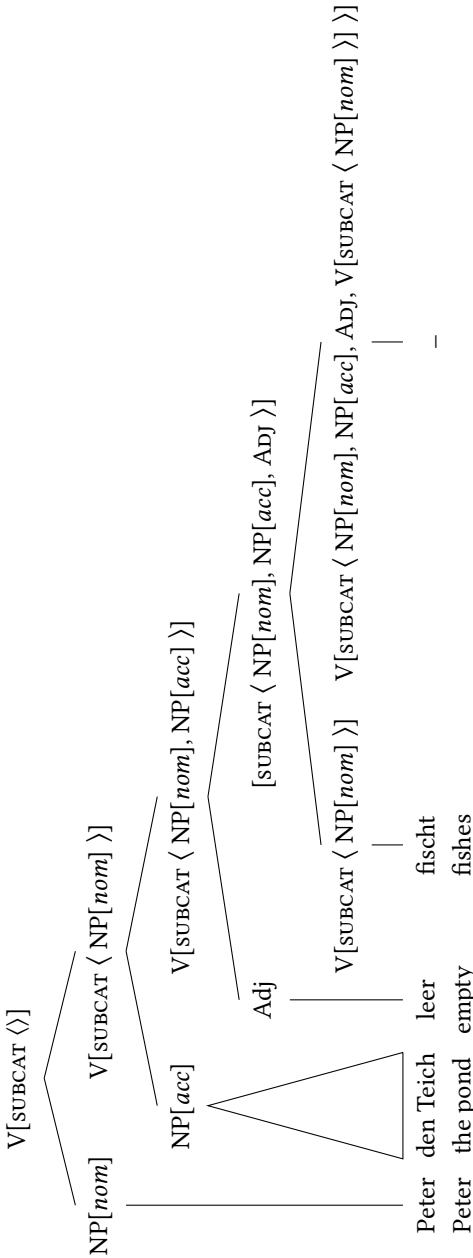 V[SUBCAT ⟨⟩]
NP[nom] V[SUBCAT ⟨ NP[nom] ⟩]
NP[acc] V[SUBCAT ⟨ NP[nom], NP[acc] ⟩]
Adj [SUBCAT ⟨ NP[nom], NP[acc], ADJ ⟩]
V[SUBCAT ⟨ NP[nom] ⟩] V[SUBCAT ⟨ NP[nom], NP[acc], ADJ, V[SUBCAT ⟨ NP[nom] ⟩] ⟩]
Peter den Teich leer fischt –
Peter the pond empty fishes